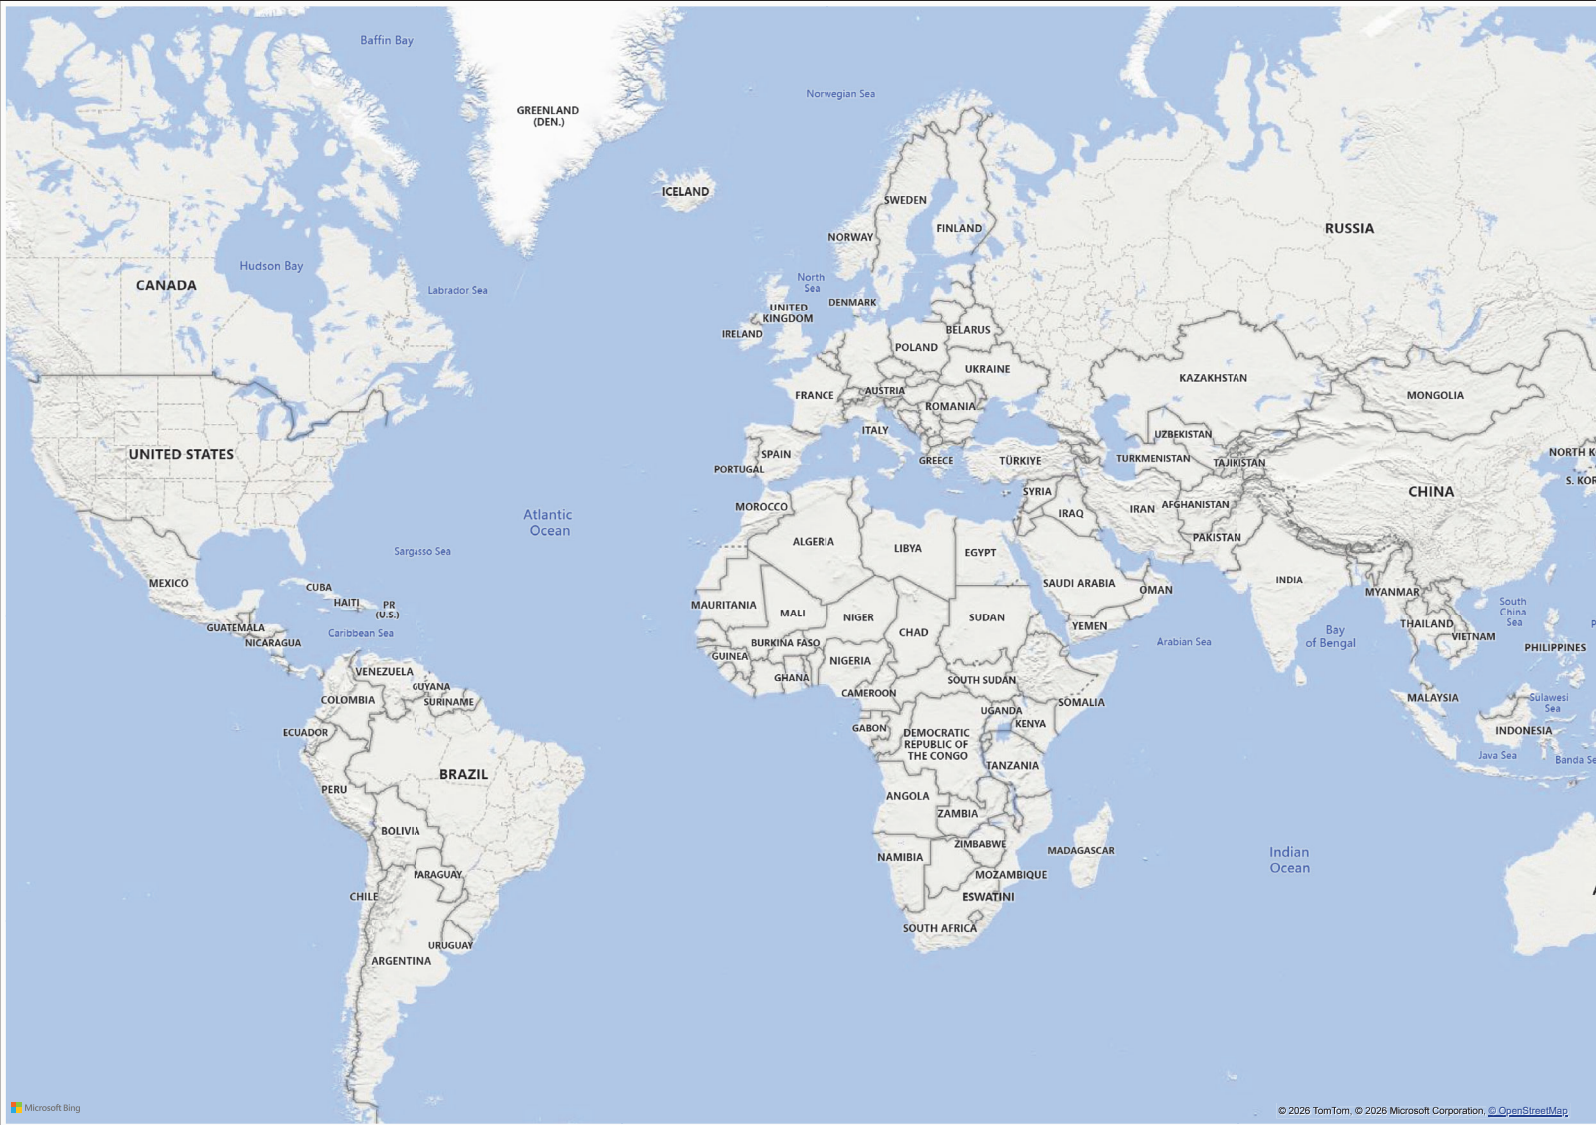 Baffin Bay
Norwegian Sea
GREENLAND
(DEN.)
ICELAND
SWEDEN
FINLAND
NORWAY
RUSSIA
Hudson Bay
CANADA
Labrador Sea
North
Sea
DENMARK
UNITED
KINGDOM
IRELAND
BELARUS
POLAND
UKRAINE
KAZAKHSTAN
MONGOLIA
FRANCE
AUSTRIA
ROMANIA
ITALY
UZBEKISTAN
UNITED STATES
SPAIN
PORTUGAL
GREECE
TÜRKIYE
TURKMENISTAN
TAJIKISTAN
NORTH K
S. KOR
CHINA
SYRIA
MOROCCO
IRAQ
IRAN
AFGHANISTAN
Atlantic
Ocean
PAKISTAN
ALGERIA
LIBYA
EGYPT
Sargasso Sea
MEXICO
CUBA
HAITI
PR
(U.S.)
SAUDI ARABIA
OMAN
INDIA
MYANMAR
South
China
Sea
MAURITANIA
MALI
NIGER
CHAD
SUDAN
YEMEN
THAILAND
VIETNAM
P
GUATEMALA
NICARAGUA
Caribbean Sea
Arabian Sea
Bay
of Bengal
PHILIPPINES
BURKINA FASO
GUINEA
NIGERIA
GHANA
CAMEROON
SOUTH SUDAN
VENEZUELA
GUYANA
SURINAME
COLOMBIA
ECUADOR
SOMALIA
UGANDA
KENYA
MALAYSIA
Sulawesi
Sea
INDONESIA
Java Sea
Banda Se
GABON
DEMOCRATIC
REPUBLIC OF
THE CONGO
TANZANIA
BRAZIL
PERU
ANGOLA
ZAMBIA
BOLIVIA
ZIMBABWE
MADAGASCAR
Indian
Ocean
NAMIBIA
MOZAMBIQUE
PARAGUAY
CHILE
ESWATINI
A
SOUTH AFRICA
URUGUAY
ARGENTINA
Microsoft Bing
© 2026 TomTom, © 2026 Microsoft Corporation, © OpenStreetMap